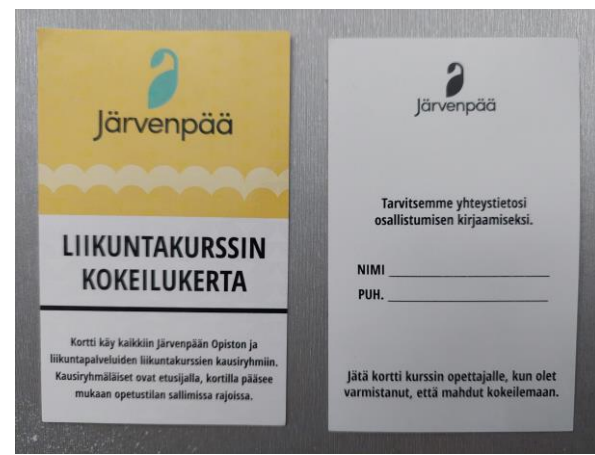 Järvenpää
LIIKUNTAKURSSIN
KOKEILUKERTA
Kortti käy kaikkiin Järvenpään Opiston ja
liikuntapalveluiden liikuntakurssien kausiryhmiin.
Kausiryhmäläiset ovat etusijalla, kortilla pääsee
mukaan opetustilan sallimissa rajoissa.
Järvenpää
Tarvitsemme yhteystietosi
osallistumisen kirjaamiseksi.
NIMI
PUH.
Jätä kortti kurssin opettajalle, kun olet
varmistanut, että mahdut kokeilemaan.